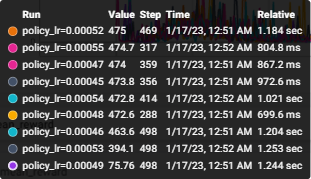 Run Value Step Time Relative
policy_lr=0.00052 475 469 1/17/23, 12:51 AM 1.184 sec
policy_lr=0.00055 474.7 317 1/17/23, 12:52 AM 804.8 ms
policy_lr=0.00047 474 359 1/17/23, 12:51 AM 867.2 ms
policy_lr=0.00045 473.8 356 1/17/23, 12:51 AM 972.6 ms
policy_lr=0.00054 472.8 414 1/17/23, 12:52 AM 1.021 sec
policy_lr=0.00048 472.6 288 1/17/23, 12:51 AM 699.6 ms
policy_lr=0.00046 463.6 498 1/17/23, 12:51 AM 1.204 sec
policy_lr=0.00053 394.1 498 1/17/23, 12:52 AM 1.253 sec
policy_lr=0.00049 75.76 498 1/17/23, 12:51 AM 1.244 sec